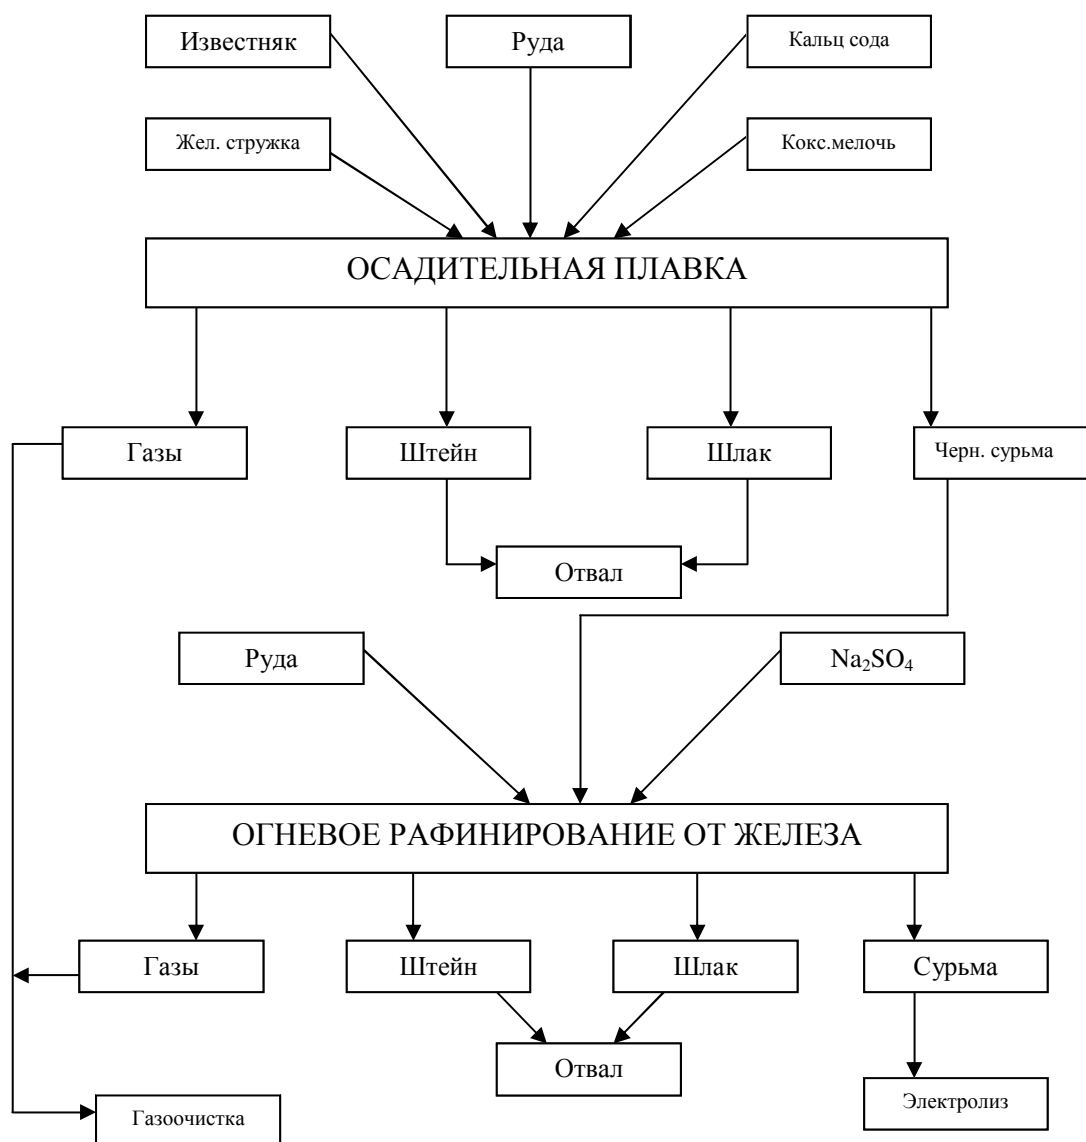 Известняк
Руда
Кальц сода
Жел. стружка
Кокс.мелочь
ОСАДИТЕЛЬНАЯ ПЛАВКА
Газы
Штейн
Шлак
Черн. сурьма
Отвал
Руда
Na₂SO₄
ОГНЕВОЕ РАФИНИРОВАНИЕ ОТ ЖЕЛЕЗА
Газы
Штейн
Шлак
Сурьма
Отвал
Электролиз
Газоочистка